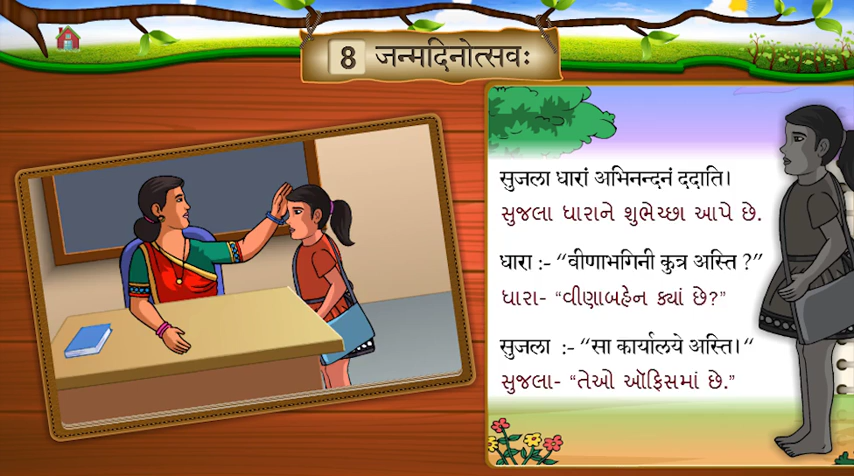 8 जन्मदिनोत्सवः
सुजला धारां अभिनन्दनं ददाति।
સુજલા ધારાને શુભેચ્છા આપે છે.
धारा :- “वीणाभगिनी कुत्र अस्ति ?”
ધારા- “વીણાબહેન ક્યાં છે?”
सुजला :- “सा कार्यालये अस्ति।“
સુજલા- “તેઓ ઑફિસમાં છે.”